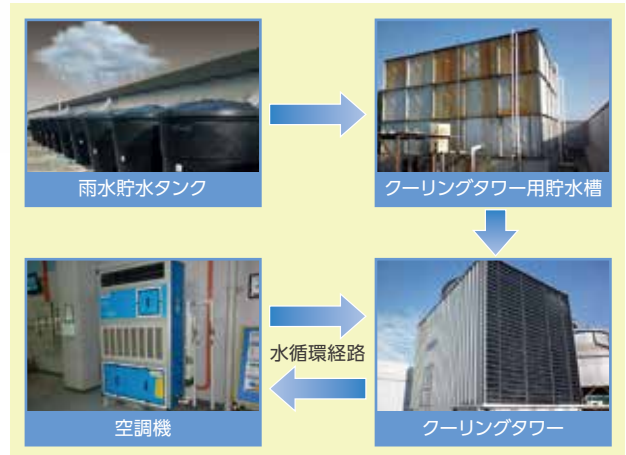 雨水貯水タンク
クーリングタワー用貯水槽
水循環経路
空調機
クーリングタワー